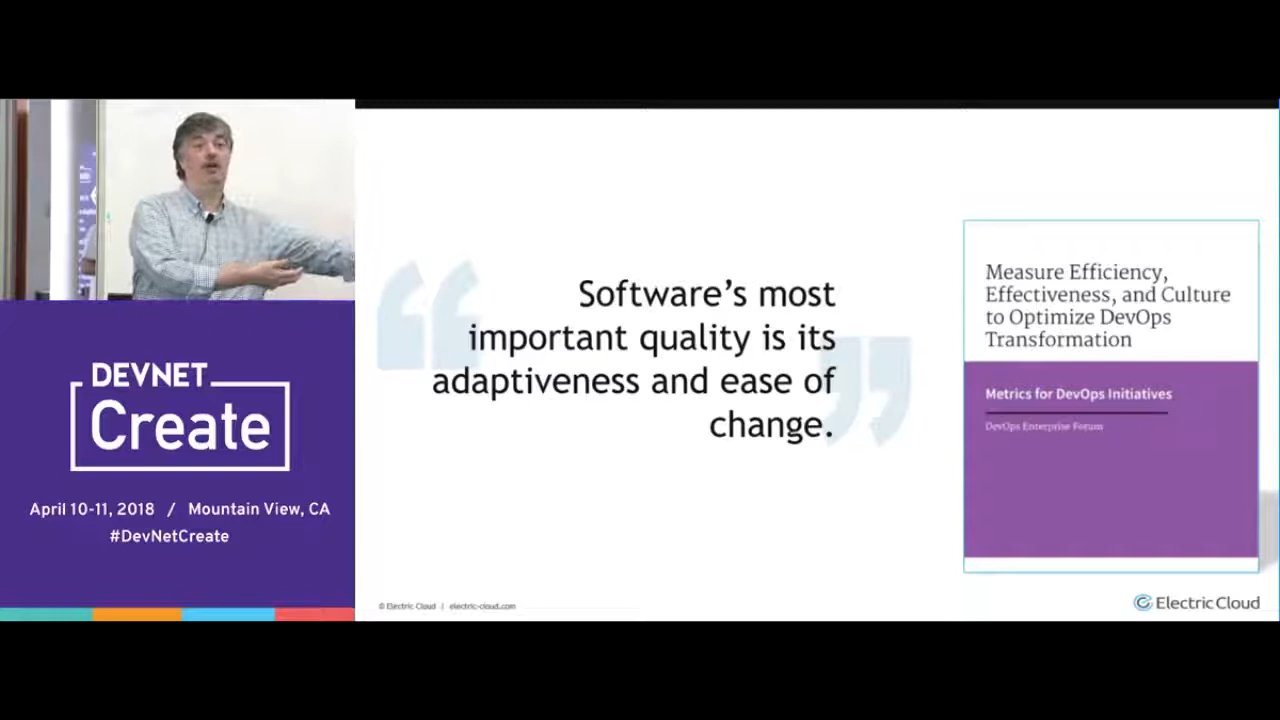 DEVNET
Create
April 10-11, 2018 / Mountain View, CA
#DevNetCreate
Software's most
important quality is its
adaptiveness and ease of
change.
Measure Efficiency,
Effectiveness, and Culture
to Optimize DevOps
Transformation
Metrics for DevOps Initiatives
DevOps Enterprise Forum
© Electric Cloud | electric-cloud.com
Electric Cloud